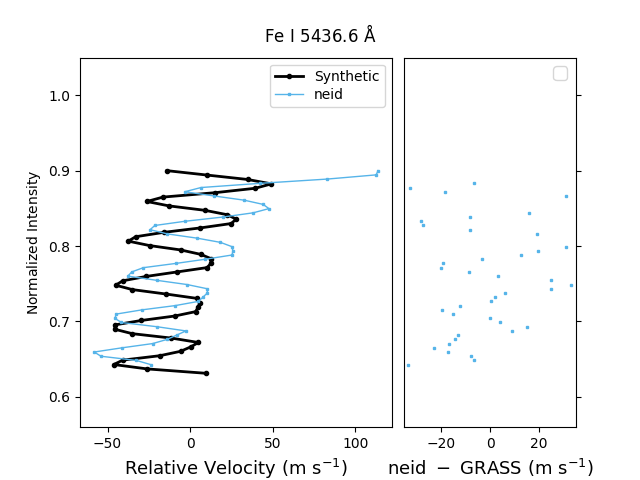 Fe I 5436.6 Å
Synthetic
neid
Normalized Intensity
1.0
0.9
0.8
0.7
0.6
−50 0 50 100
−20 0 20
Relative Velocity (m s⁻¹)
neid − GRASS (m s⁻¹)